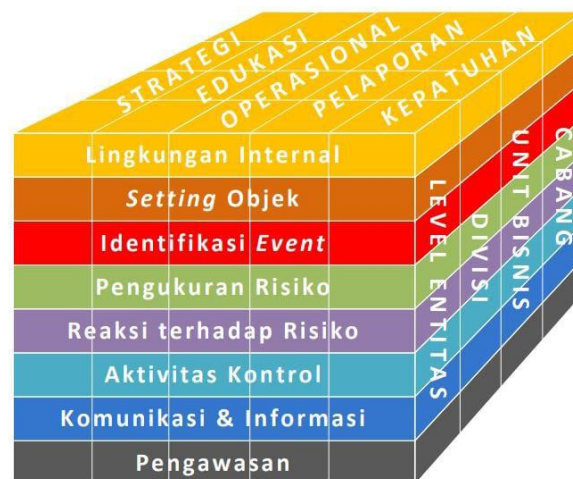 STRATEGI
EDUKASI
OPERASIONAL
PELAPORAN
KEPATUHAN
Lingkungan Internal
Setting Objek
Identifikasi Event
Pengukuran Risiko
Reaksi terhadap Risiko
Aktivitas Kontrol
Komunikasi & Informasi
Pengawasan
LEVEL ENTITAS
DIVISI
UNIT BISNIS
CABANG